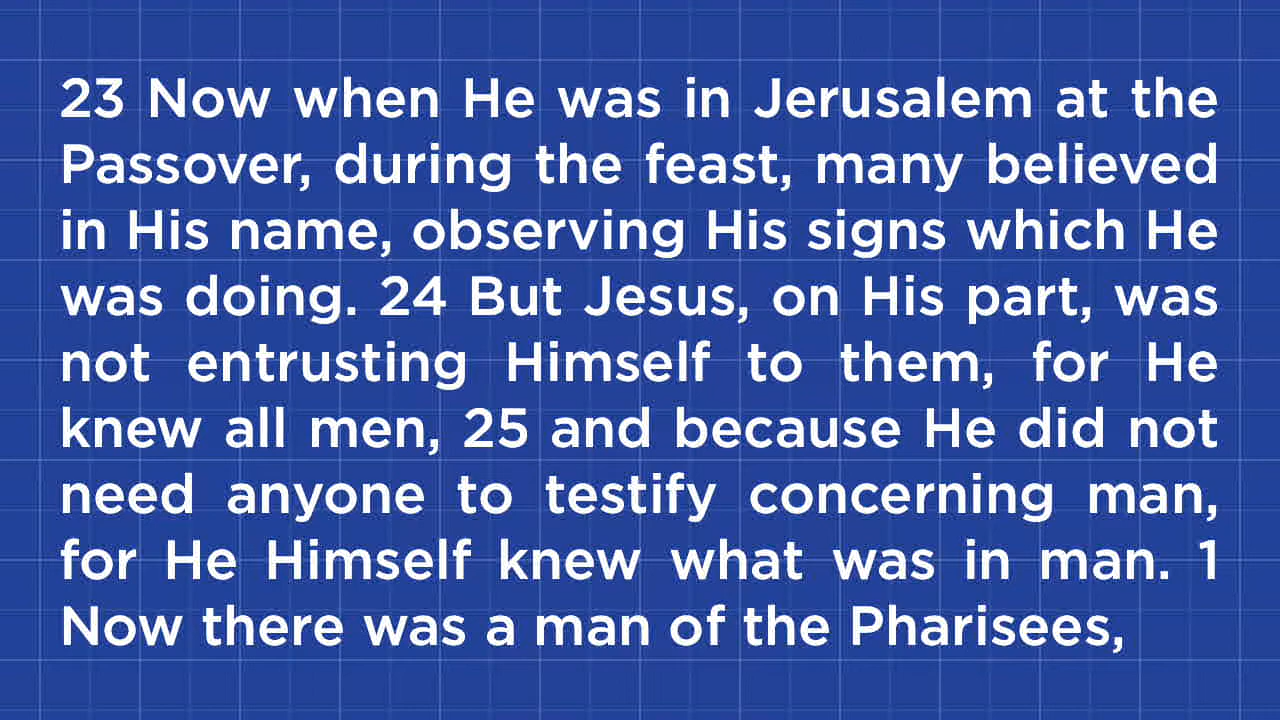 23 Now when He was in Jerusalem at the
Passover, during the feast, many believed
in His name, observing His signs which He
was doing. 24 But Jesus, on His part, was
not entrusting Himself to them, for He
knew all men, 25 and because He did not
need anyone to testify concerning man,
for He Himself knew what was in man. 1
Now there was a man of the Pharisees,